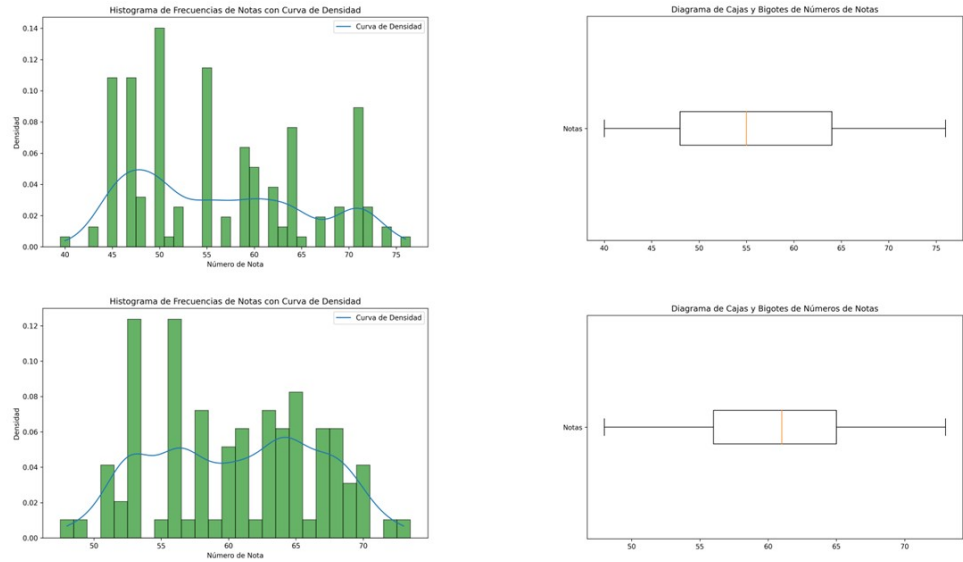 Histograma de Frecuencias de Notas con Curva de Densidad
Curva de Densidad
Densidad
0.14
0.12
0.10
0.08
0.06
0.04
0.02
0.00
40 45 50 55 60 65 70 75
Número de Nota
Diagrama de Cajas y Bigotes de Números de Notas
Notas
40 45 50 55 60 65 70 75
Histograma de Frecuencias de Notas con Curva de Densidad
Curva de Densidad
Densidad
0.12
0.10
0.08
0.06
0.04
0.02
0.00
50 55 60 65 70
Número de Nota
Diagrama de Cajas y Bigotes de Números de Notas
Notas
50 55 60 65 70